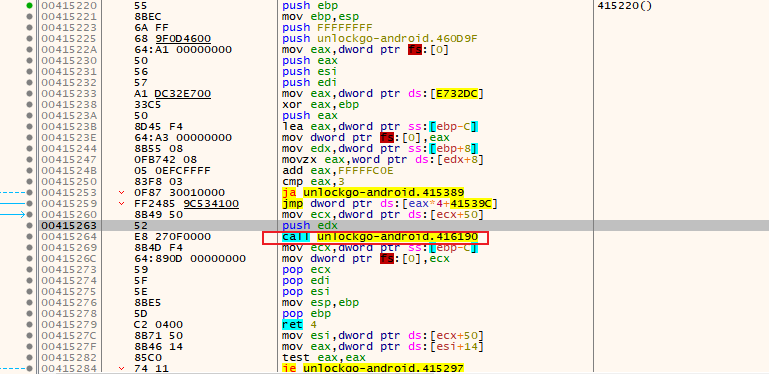 00415220 55 push ebp 415220()
00415221 8BEC mov ebp,esp
00415223 6A FF push FFFFFFFF
00415225 68 9F0D4600 push unlockgo-android.460D9F
0041522A 64:A1 00000000 mov eax,dword ptr fs:[0]
00415230 50 push eax
00415231 56 push esi
00415232 57 push edi
00415233 A1 DC32E700 mov eax,dword ptr ds:[E732DC]
00415238 33C5 xor eax,ebp
0041523A 50 push eax
0041523B 8D45 F4 lea eax,dword ptr ss:[ebp-C]
0041523E 64:A3 00000000 mov dword ptr fs:[0],eax
00415244 8B55 08 mov edx,dword ptr ss:[ebp+8]
00415247 0FB742 08 movzx eax,word ptr ds:[edx+8]
0041524B 05 0EFCFFFF add eax,FFFFFC0E
00415250 83F8 03 cmp eax,3
00415253 0F87 30010000 ja unlockgo-android.415389
00415259 FF2485 9C534100 jmp dword ptr ds:[eax*4+41539C]
00415260 8B49 50 mov ecx,dword ptr ds:[ecx+50]
00415263 52 push edx
00415264 E8 270F0000 call unlockgo-android.416190
00415269 8B4D F4 mov ecx,dword ptr ss:[ebp-C]
0041526C 64:890D 00000000 mov dword ptr fs:[0],ecx
00415273 59 pop ecx
00415274 5F pop edi
00415275 5E pop esi
00415276 8BE5 mov esp,ebp
00415278 5D pop ebp
00415279 C2 0400 ret 4
0041527C 8B71 50 mov esi,dword ptr ds:[ecx+50]
0041527F 8B46 14 mov eax,dword ptr ds:[esi+14]
00415282 85C0 test eax,eax
00415284 74 11 je unlockgo-android.415297